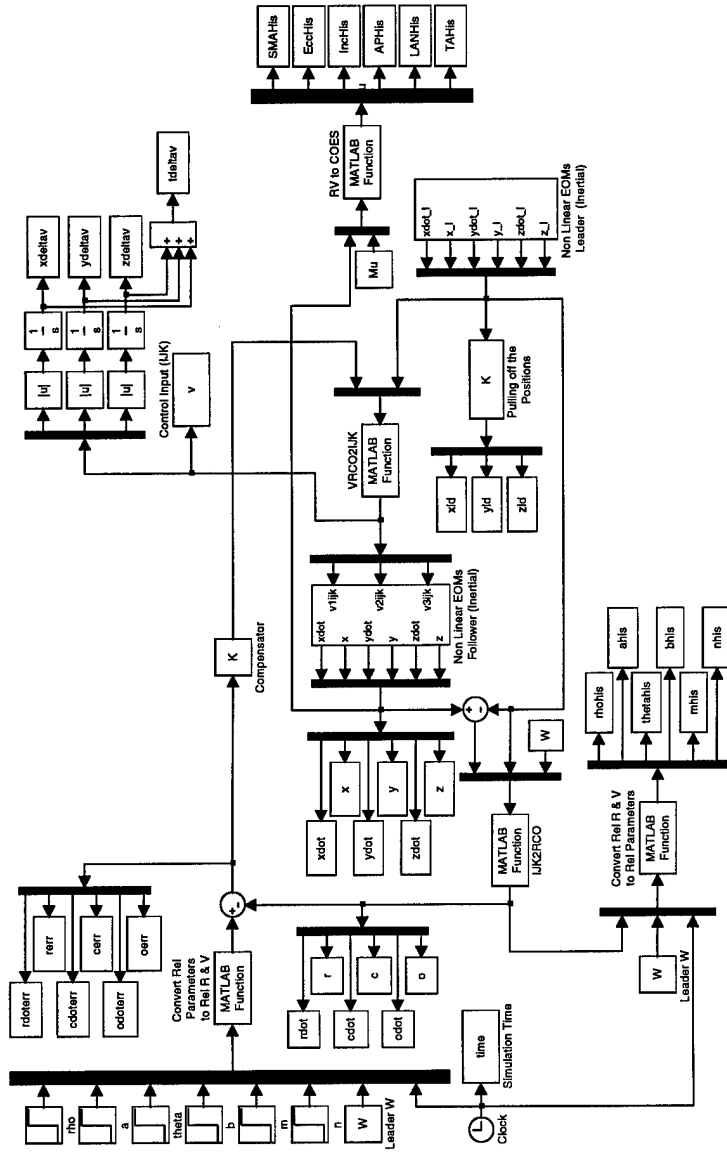 rho
a
theta
b
m
n
W
Leader W
Clock
time
Simulation Time
Convert Rel
Parameters
to Rel R & V
MATLAB
Function
rdoterr
rerr
cdoterr
cerr
odoterr
oerr
rdot
r
cdot
c
odot
o
K
Compensator
Control Input (IJK)
v
|u|
|u|
|u|
1
s
1
s
1
s
xdeltav
ydeltav
zdeltav
tdeltav
VRCO2IJK
MATLAB
Function
v1ijk
v2ijk
v3ijk
xdot
x
ydot
y
zdot
z
Non Linear EOMs
Follower (Inertial)
xdot
x
ydot
y
zdot
z
W
MATLAB
Function
IJK2RCO
W
Leader W
Convert Rel R & V
to Rel Parameters
MATLAB
Function
rhohis
ahis
thetahis
bhis
mhis
nhis
Mu
RV to COES
MATLAB
Function
u
SMAHis
EccHis
IncHis
APHis
LANHis
TAHis
xdot_l
x_l
ydot_l
y_l
zdot_l
z_l
Non Linear EOMs
Leader (Inertial)
K
Pulling off the
Positions
xld
yld
zld